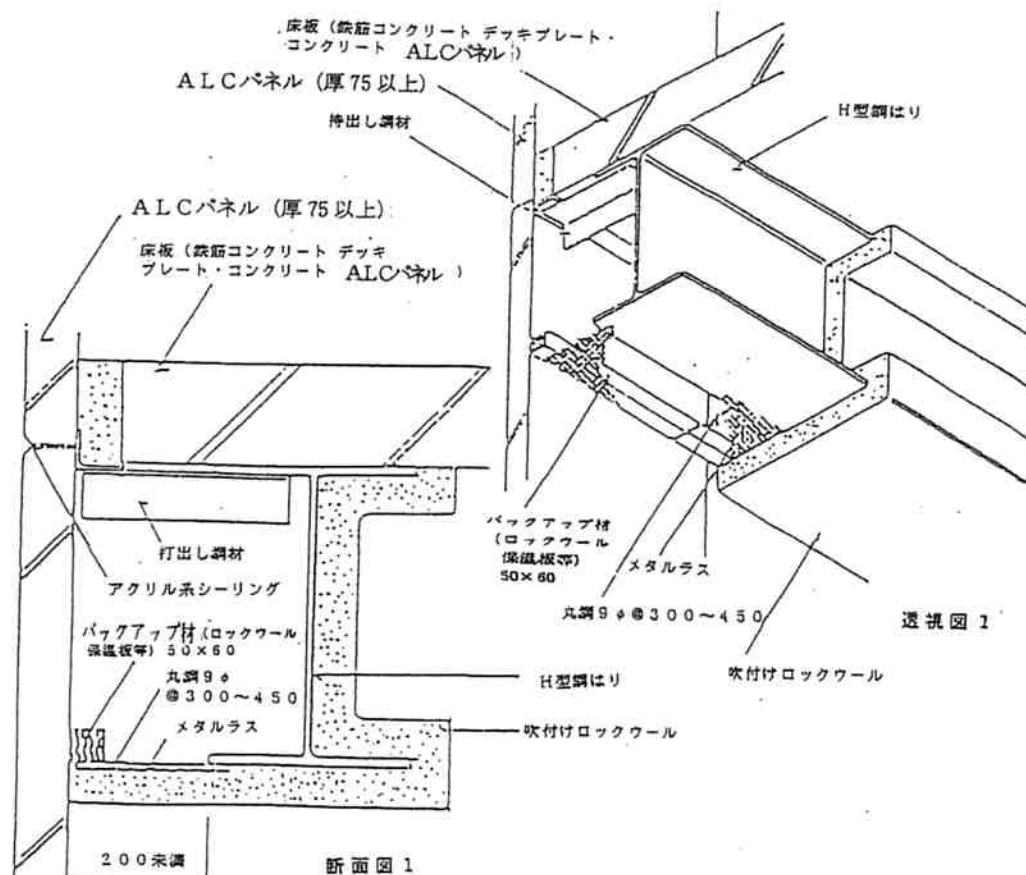 床板（鉄筋コンクリート デッキプレート・
コンクリート ALCパネル）
ALCパネル（厚75以上）
持出し鋼材
H型鋼はり
ALCパネル（厚75以上）
床板（鉄筋コンクリート デッキ
プレート・コンクリート ALCパネル）
打出し鋼材
アクリル系シーリング
バックアップ材（ロックウール
保温板等）50×60
丸鋼9φ
@300〜450
メタルラス
H型鋼はり
吹付けロックウール
200未満
断面図1
バックアップ材
（ロックウール
保温板等）
50×60
メタルラス
丸鋼9φ@300〜450
透視図1
吹付けロックウール